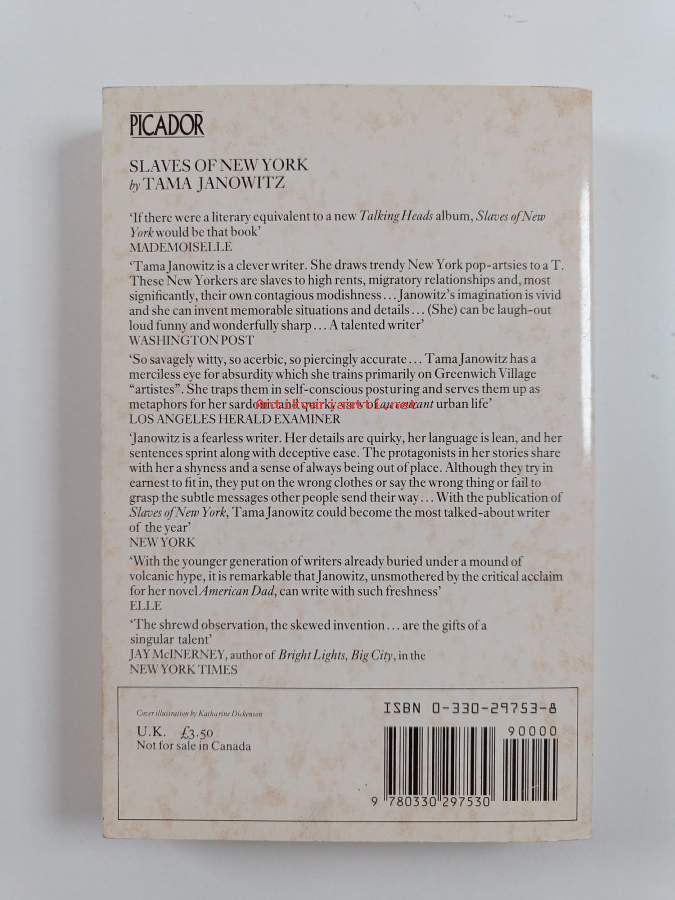 PICADOR
SLAVES OF NEW YORK
by TAMA JANOWITZ
‘If there were a literary equivalent to a new Talking Heads album, Slaves of New
York would be that book’
MADEMOISELLE
‘Tama Janowitz is a clever writer. She draws trendy New York pop-artsies to a T.
These New Yorkers are slaves to high rents, migratory relationships and, most
significantly, their own contagious modishness... Janowitz’s imagination is vivid
and she can invent memorable situations and details... (She) can be laugh-out
loud funny and wonderfully sharp... A talented writer’
WASHINGTON POST
‘So savagely witty, so acerbic, so piercingly accurate... Tama Janowitz has a
merciless eye for absurdity which she trains primarily on Greenwich Village
“artistes”. She traps them in self-conscious posturing and serves them up as
metaphors for her sardonic and quirky view of urban life’
LOS ANGELES HERALD EXAMINER
‘Janowitz is a fearless writer. Her details are quirky, her language is lean, and her
sentences sprint along with deceptive ease. The protagonists in her stories share
with her a shyness and a sense of always being out of place. Although they try in
earnest to fit in, they put on the wrong clothes or say the wrong thing or fail to
grasp the subtle messages other people send their way... With the publication of
Slaves of New York, Tama Janowitz could become the most talked-about writer
of the year’
NEW YORK
‘With the younger generation of writers already buried under a mound of
volcanic hype, it is remarkable that Janowitz, unsmothered by the critical acclaim
for her novel American Dad, can write with such freshness’
ELLE
‘The shrewd observation, the skewed invention... are the gifts of a
singular talent’
JAY McINERNEY, author of Bright Lights, Big City, in the
NEW YORK TIMES
Cover illustration by Katharine Dickenson
U.K. £3.50
Not for sale in Canada
ISBN 0-330-29753-8
90000
9 780330 297530